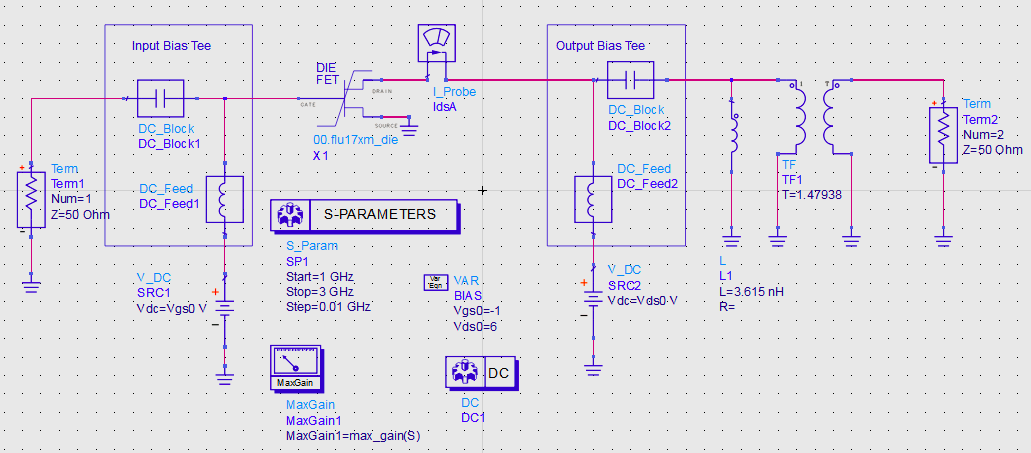 Input Bias Tee
Output Bias Tee
DIE
FET
GATE
DRAIN
SOURCE
00.flu17xm_die
X1
I_Probe
IdsA
DC_Block
DC_Block1
DC_Block
DC_Block2
+
Term
Term1
Num=1
Z=50 Ohm
-
DC_Feed
DC_Feed1
DC_Feed
DC_Feed2
S-PARAMETERS
S_Param
SP1
Start=1 GHz
Stop=3 GHz
Step=0.01 GHz
V_DC
SRC1
Vdc=Vgs0 V
+
-
Var
Eqn
VAR
BIAS
Vgs0=-1
Vds0=6
V_DC
SRC2
Vdc=Vds0 V
+
-
MaxGain
MaxGain
MaxGain1
MaxGain1=max_gain(S)
DC
DC
DC1
L
L1
L=3.615 nH
R=
1
T
TF
TF1
T=1.47938
+
Term
Term2
Num=2
Z=50 Ohm
-